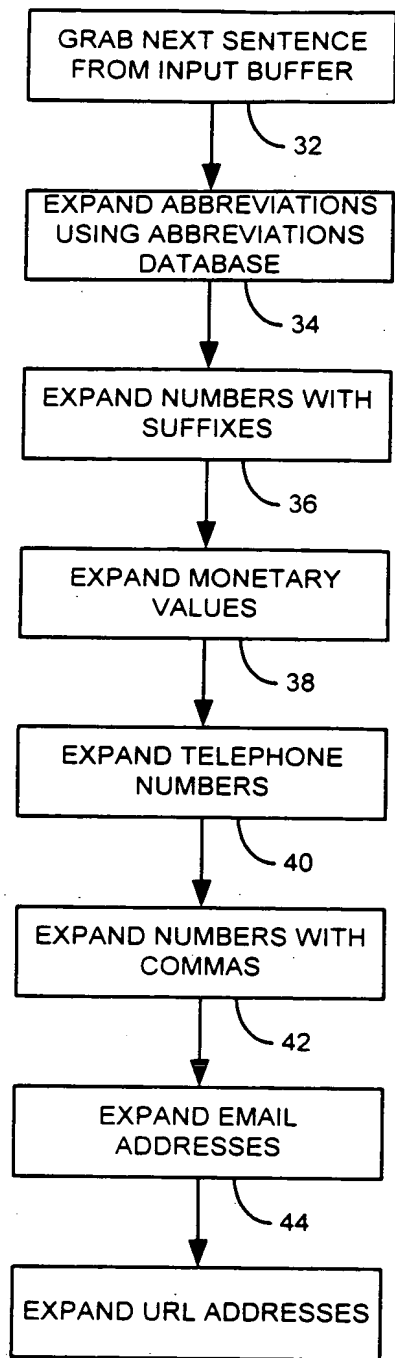 GRAB NEXT SENTENCE
FROM INPUT BUFFER
32
EXPAND ABBREVIATIONS
USING ABBREVIATIONS
DATABASE
34
EXPAND NUMBERS WITH
SUFFIXES
36
EXPAND MONETARY
VALUES
38
EXPAND TELEPHONE
NUMBERS
40
EXPAND NUMBERS WITH
COMMAS
42
EXPAND EMAIL
ADDRESSES
44
EXPAND URL ADDRESSES